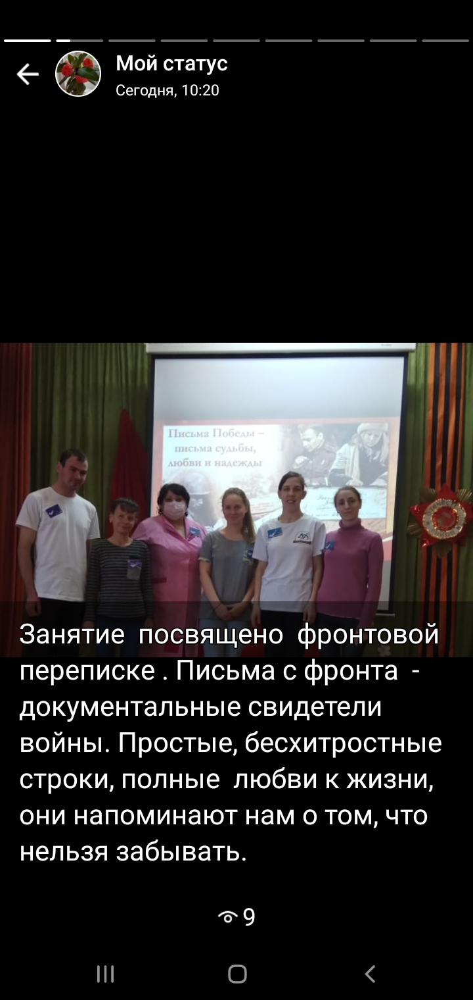 Мой статус
Сегодня, 10:20
Письма Победы –
письма судьбы,
любви и надежды
Занятие посвящено фронтовой
переписке . Письма с фронта -
документальные свидетели
войны. Простые, бесхитростные
строки, полные любви к жизни,
они напоминают нам о том, что
нельзя забывать.
9